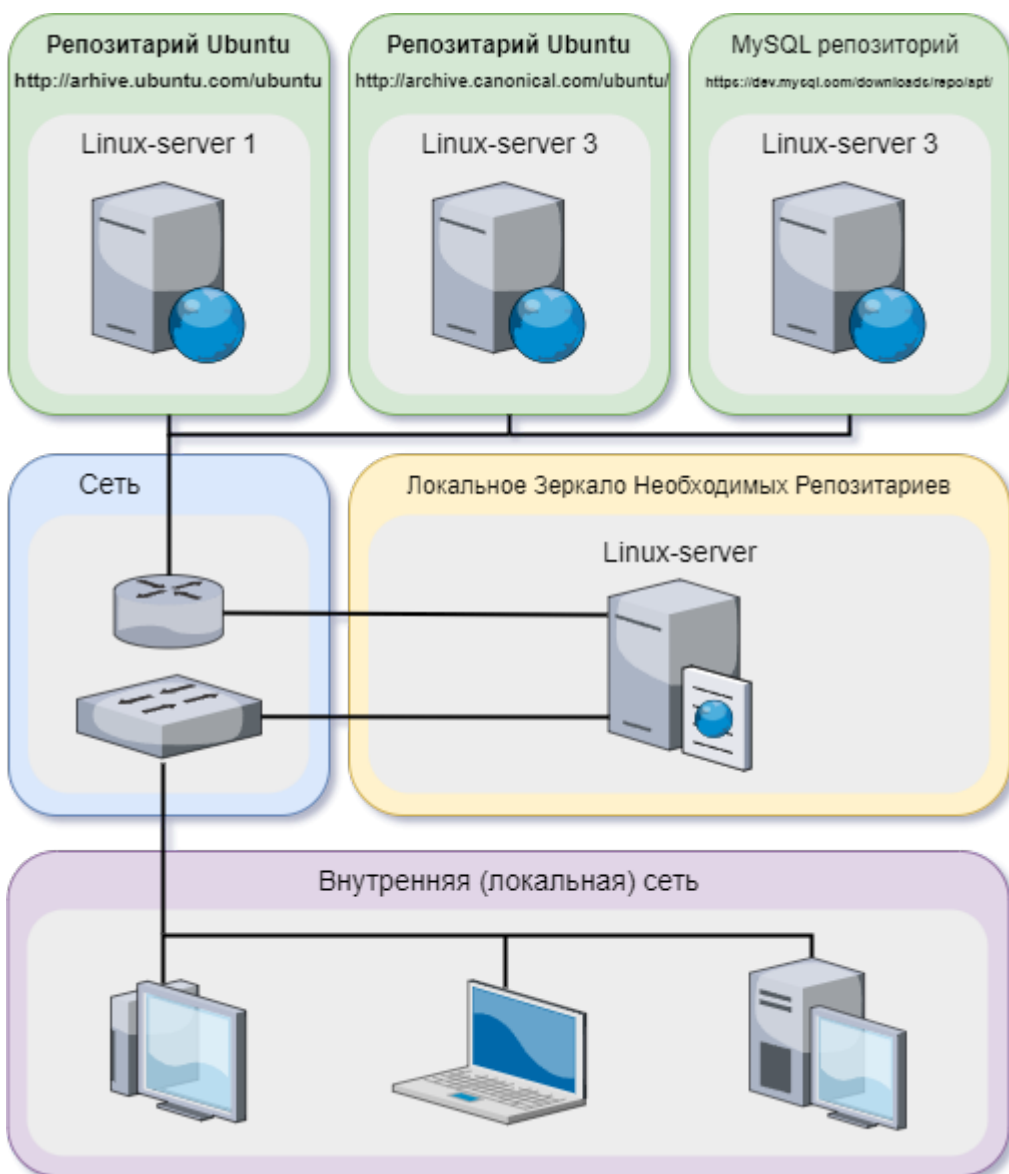 Репозитарий Ubuntu
http://arhive.ubuntu.com/ubuntu
Linux-server 1
Репозитарий Ubuntu
http://archive.canonical.com/ubuntu/
Linux-server 3
MySQL репозиторий
https://dev.mysql.com/downloads/repo/apt/
Linux-server 3
Сеть
Локальное Зеркало Необходимых Репозитариев
Linux-server
Внутренняя (локальная) сеть